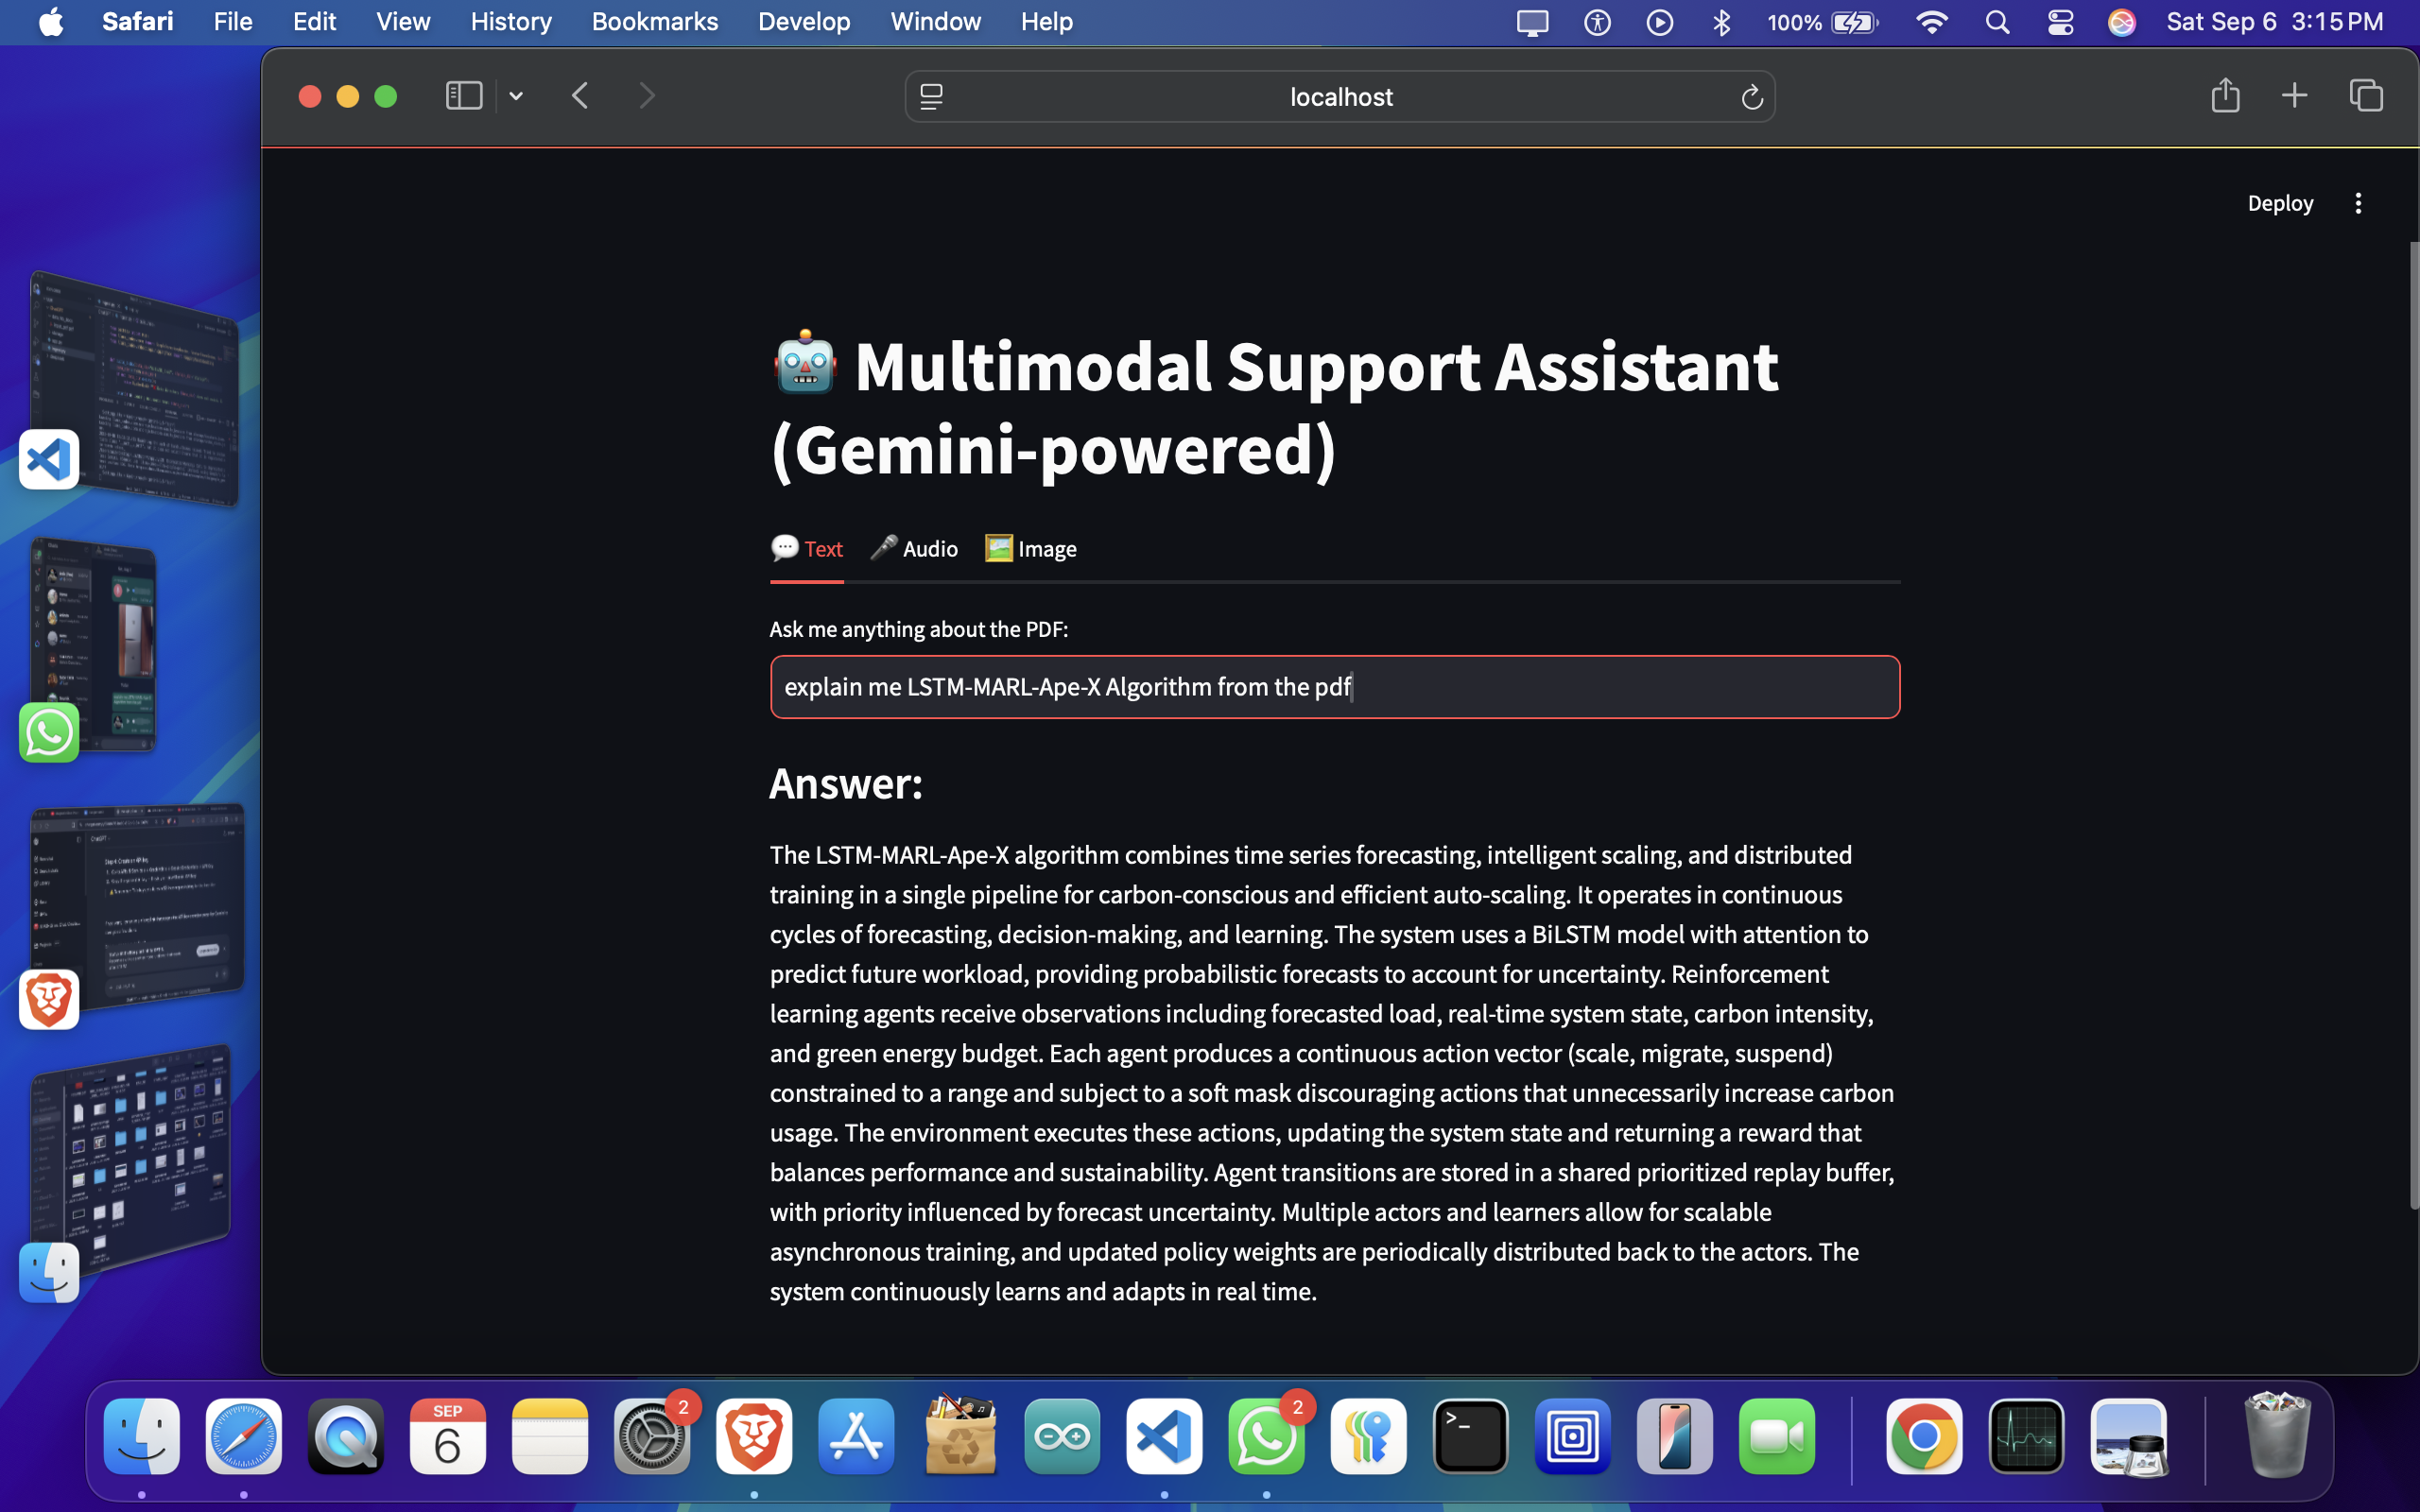 Safari File Edit View History Bookmarks Develop Window Help 100% Sat Sep 6 3:15 PM
localhost
Deploy
Multimodal Support Assistant
(Gemini-powered)
Text Audio Image
Ask me anything about the PDF:
explain me LSTM-MARL-Ape-X Algorithm from the pdf
Answer:
The LSTM-MARL-Ape-X algorithm combines time series forecasting, intelligent scaling, and distributed
training in a single pipeline for carbon-conscious and efficient auto-scaling. It operates in continuous
cycles of forecasting, decision-making, and learning. The system uses a BiLSTM model with attention to
predict future workload, providing probabilistic forecasts to account for uncertainty. Reinforcement
learning agents receive observations including forecasted load, real-time system state, carbon intensity,
and green energy budget. Each agent produces a continuous action vector (scale, migrate, suspend)
constrained to a range and subject to a soft mask discouraging actions that unnecessarily increase carbon
usage. The environment executes these actions, updating the system state and returning a reward that
balances performance and sustainability. Agent transitions are stored in a shared prioritized replay buffer,
with priority influenced by forecast uncertainty. Multiple actors and learners allow for scalable
asynchronous training, and updated policy weights are periodically distributed back to the actors. The
system continuously learns and adapts in real time.
SEP
6
2
2
>_